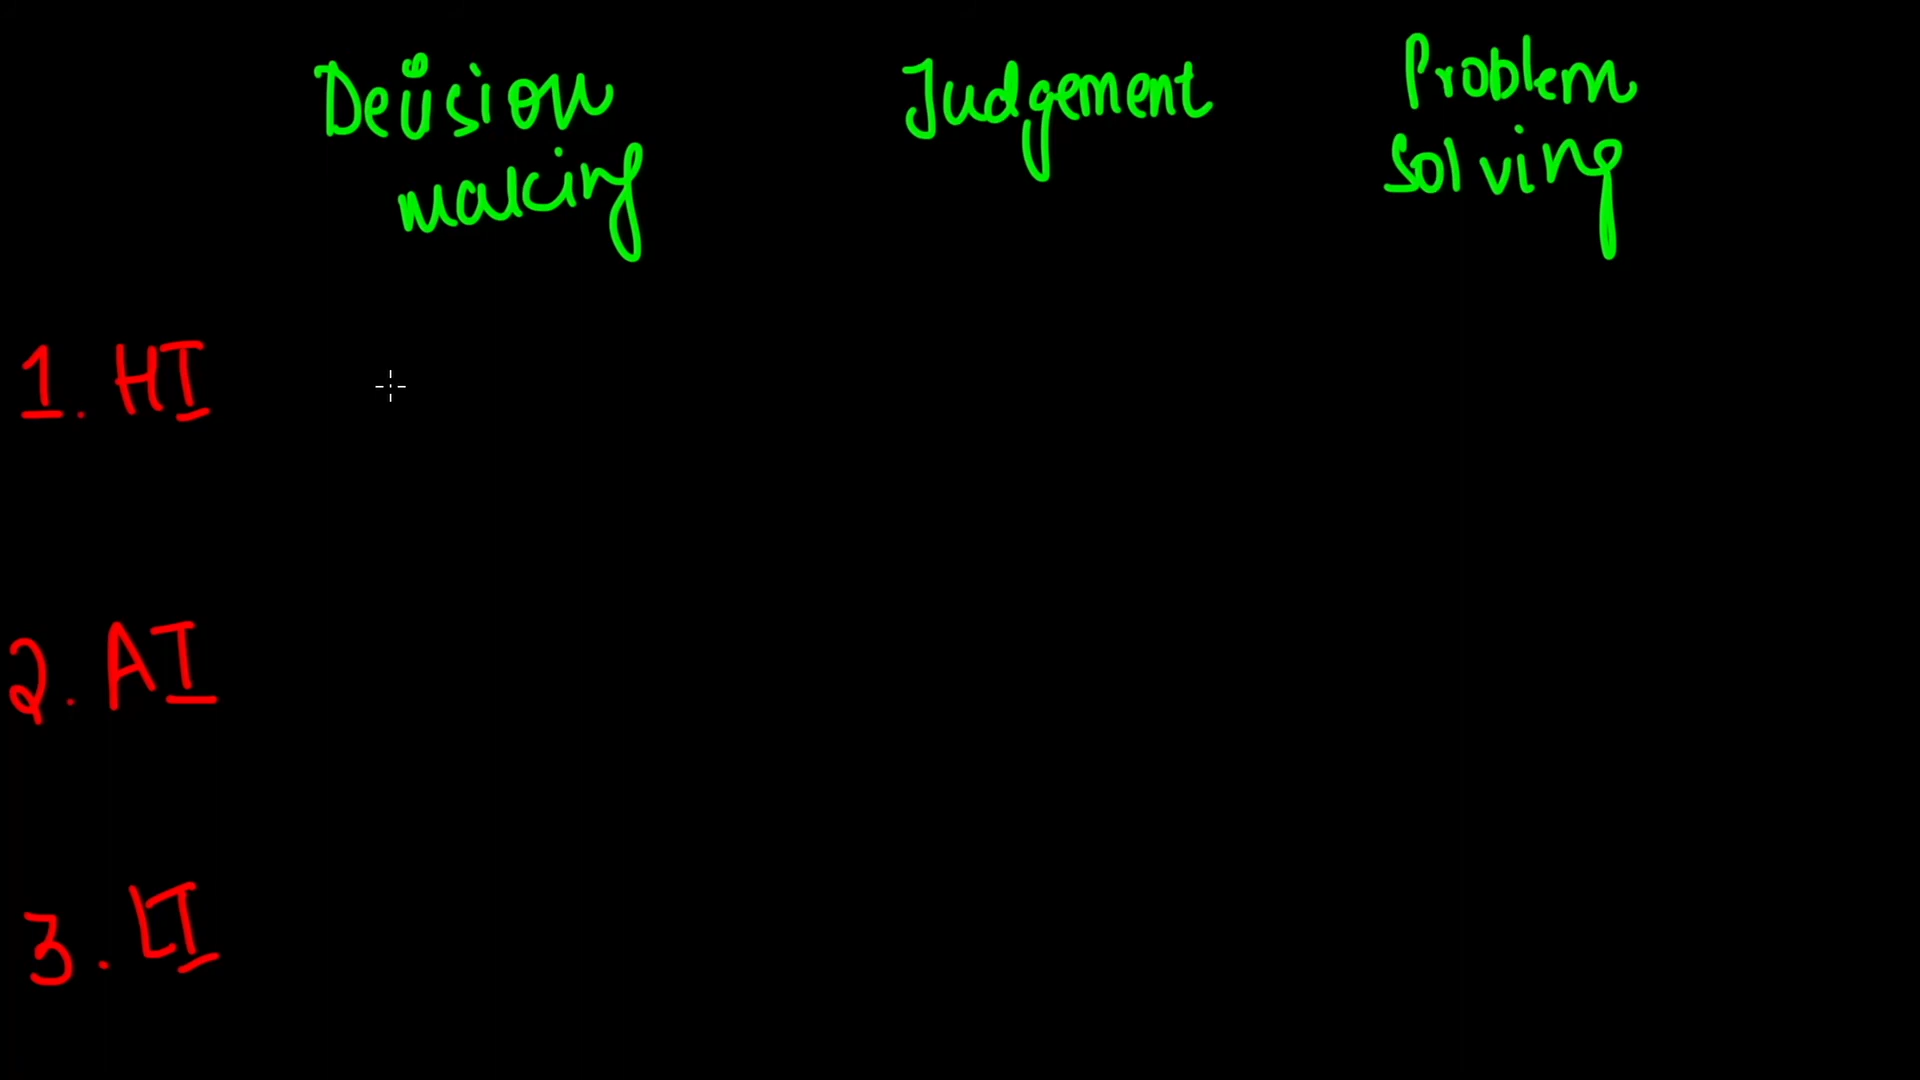 Decision Judgement Problem
making solving
1. HI
2. AI
3. LI